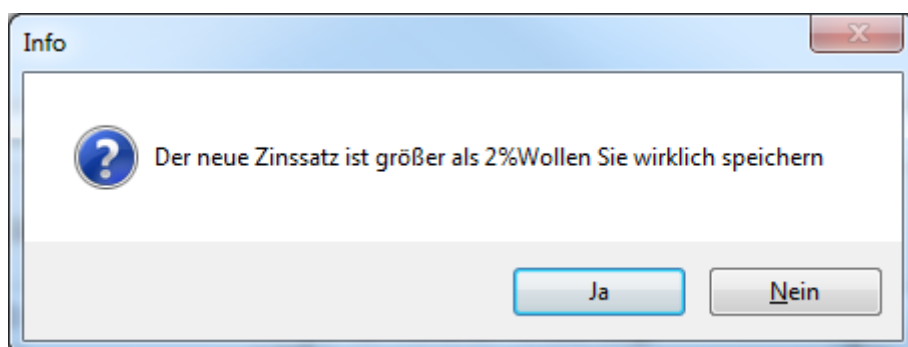 Info
Der neue Zinssatz ist größer als 2%Wollen Sie wirklich speichern
Ja
Nein